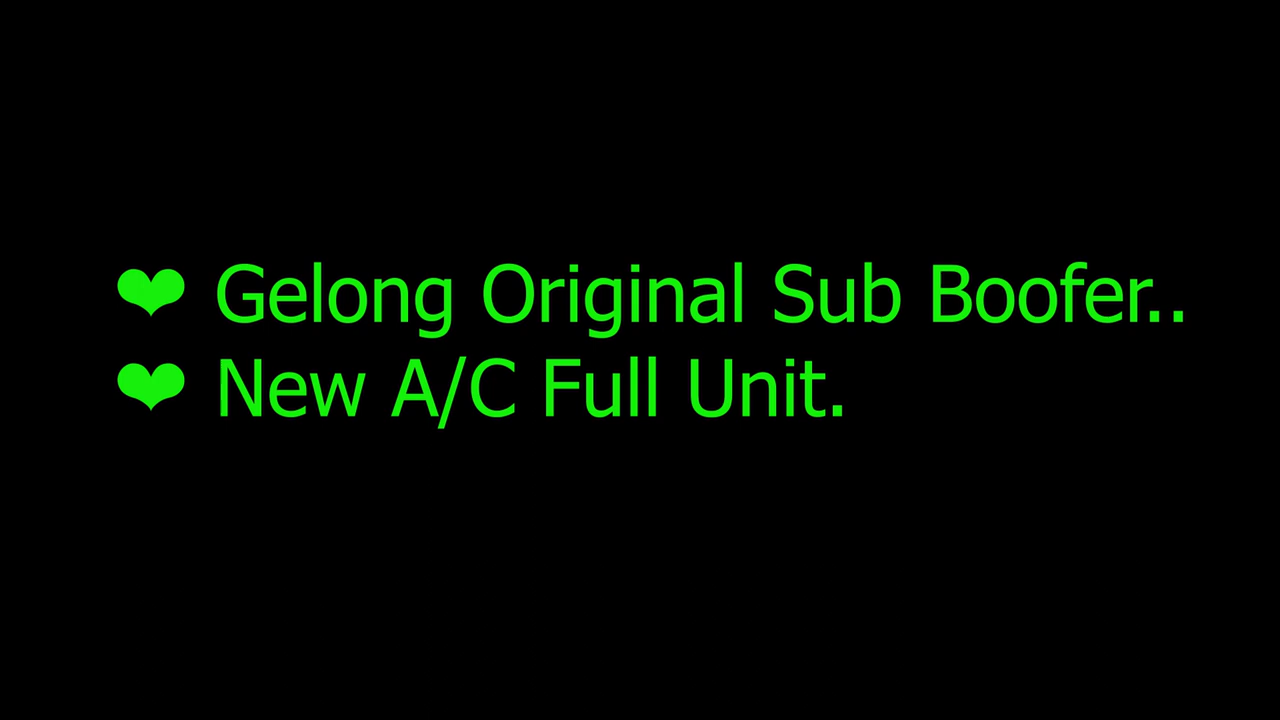 ❤ Gelong Original Sub Boofer..
❤ New A/C Full Unit.